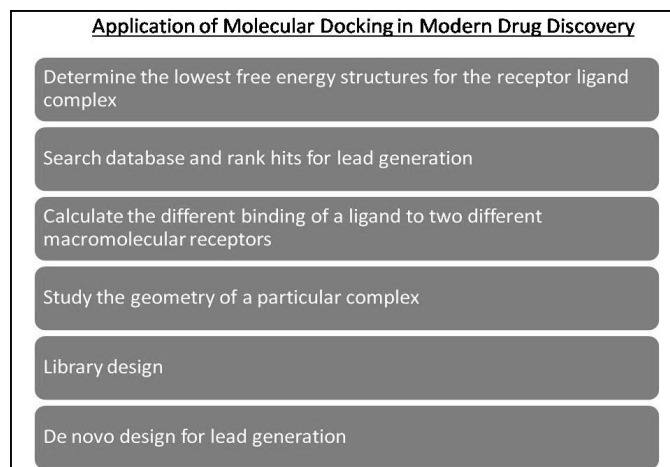 Application of Molecular Docking in Modern Drug Discovery
Determine the lowest free energy structures for the receptor ligand
complex
Search database and rank hits for lead generation
Calculate the different binding of a ligand to two different
macromolecular receptors
Study the geometry of a particular complex
Library design
De novo design for lead generation